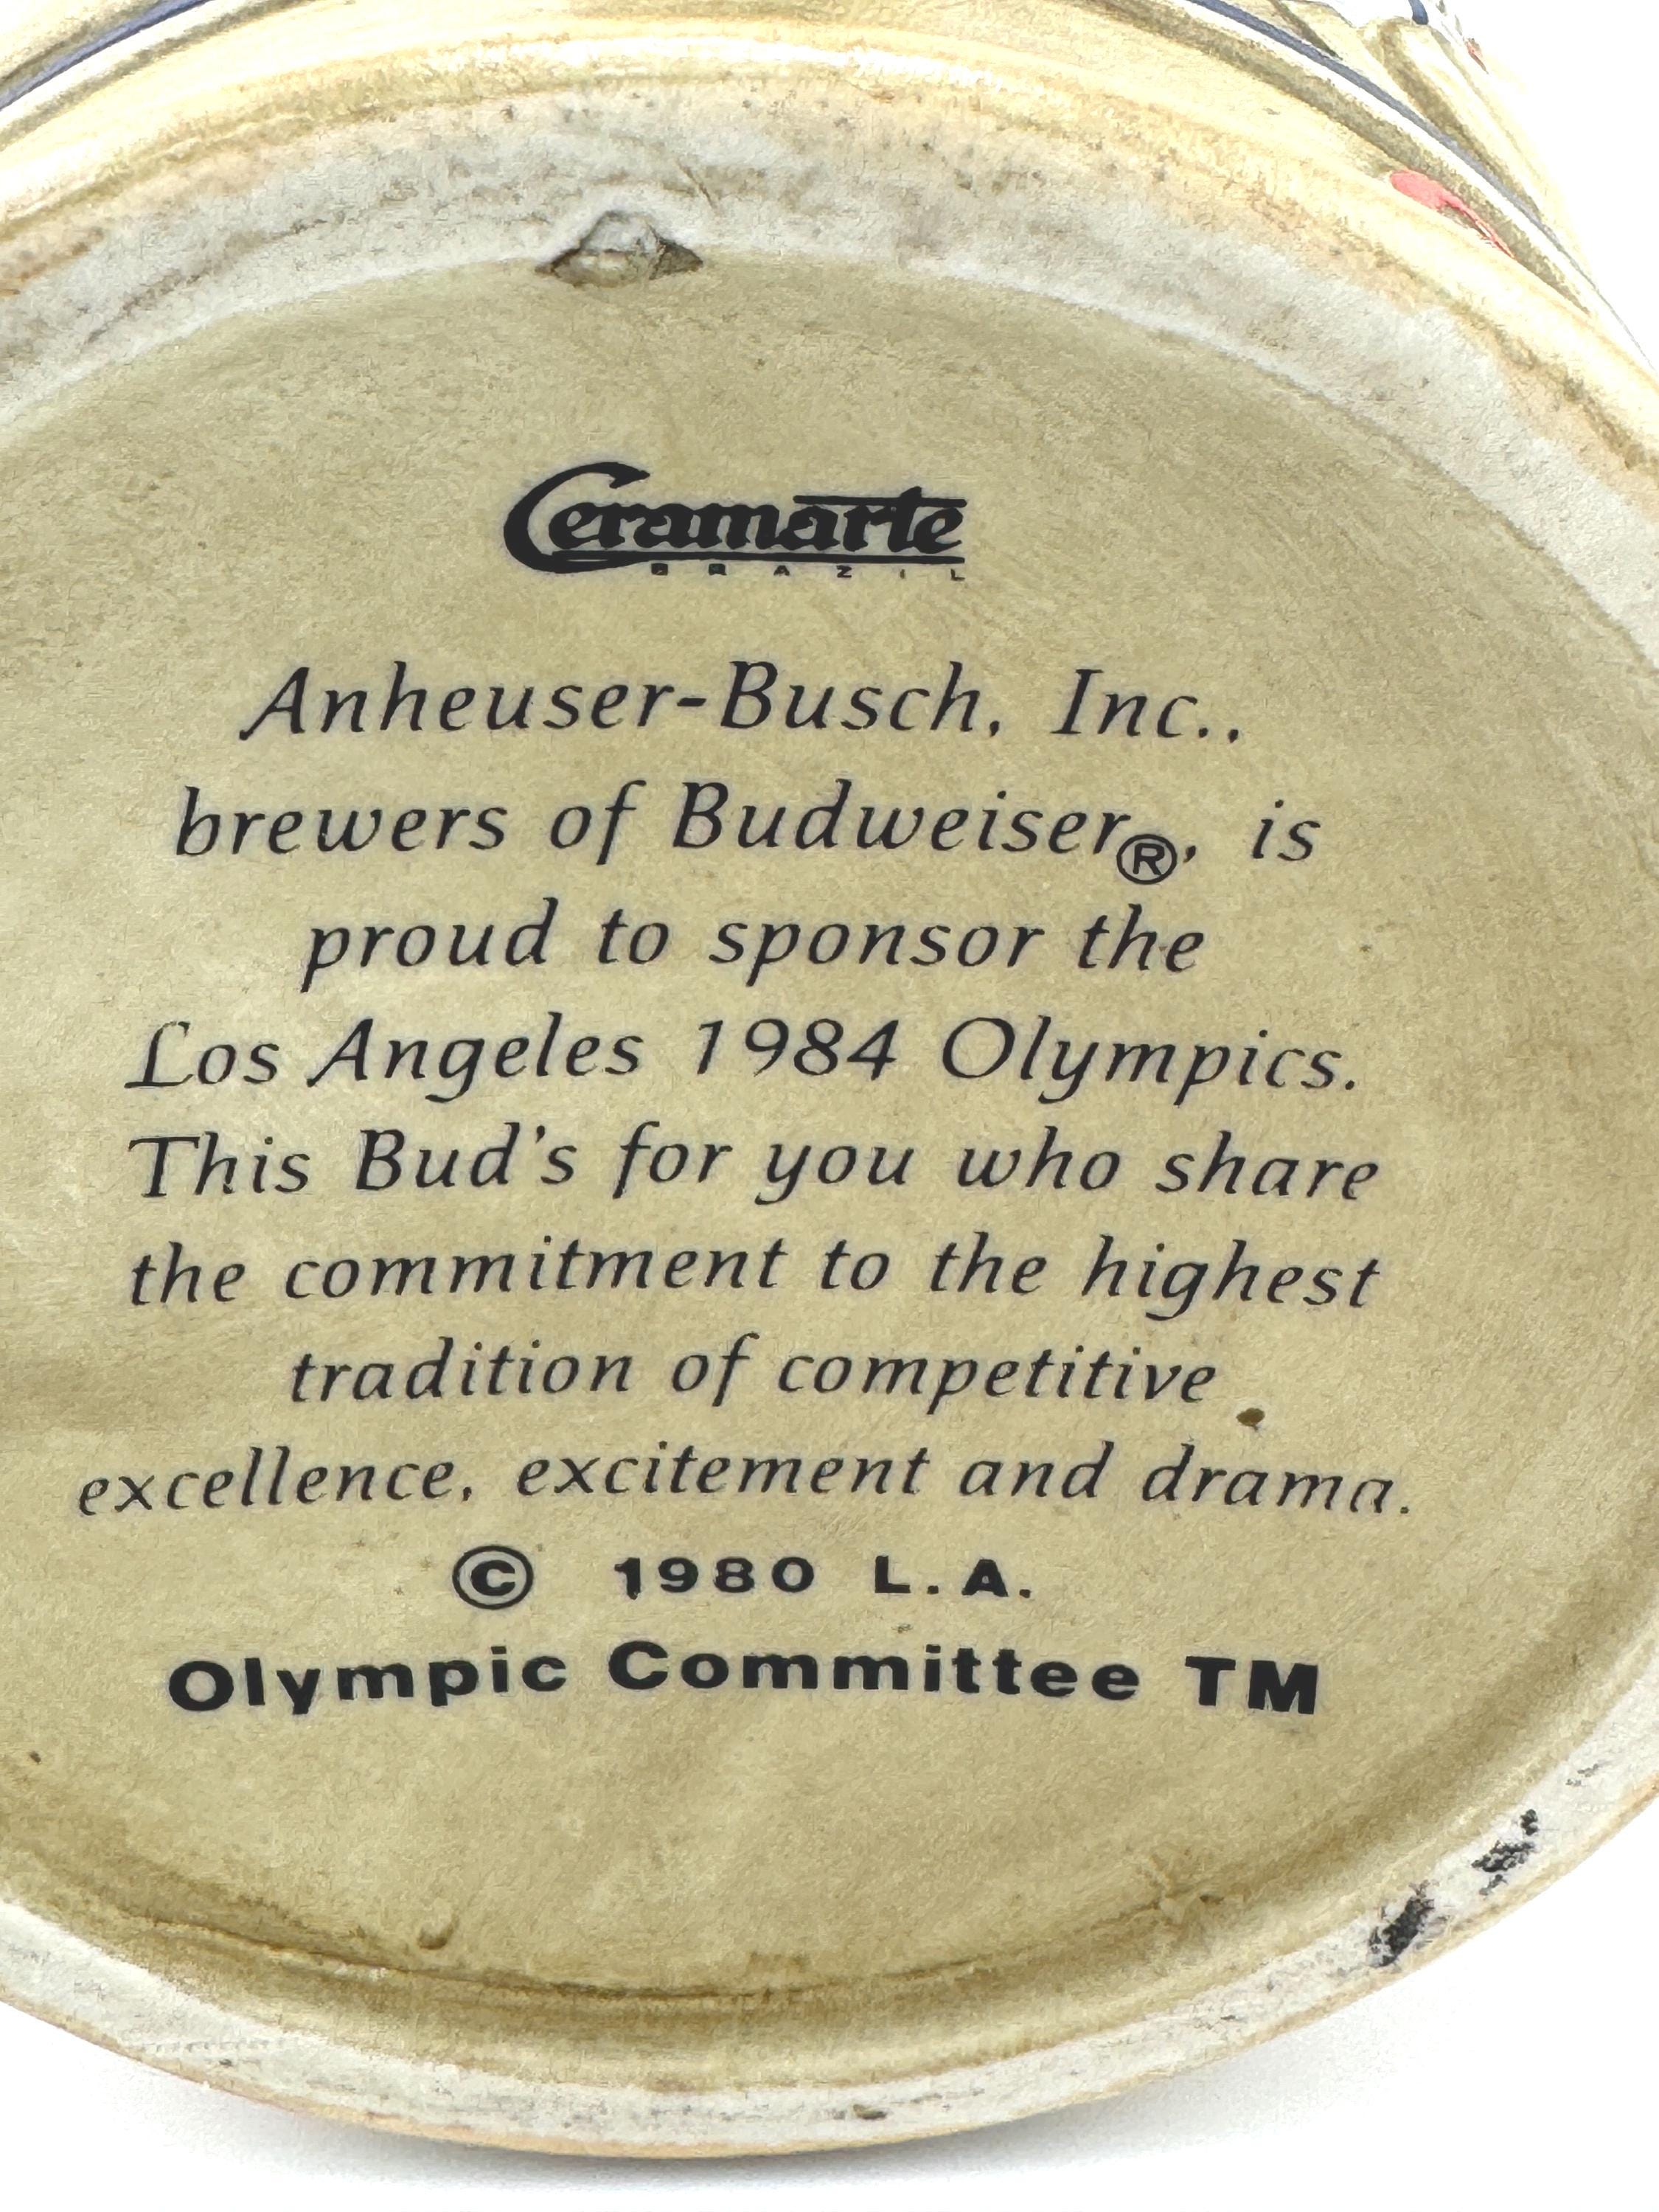 Ceramarte
BRAZIL
Anheuser-Busch, Inc.,
brewers of Budweiser®, is
proud to sponsor the
Los Angeles 1984 Olympics.
This Bud's for you who share
the commitment to the highest
tradition of competitive
excellence, excitement and drama.
© 1980 L.A.
Olympic Committee TM